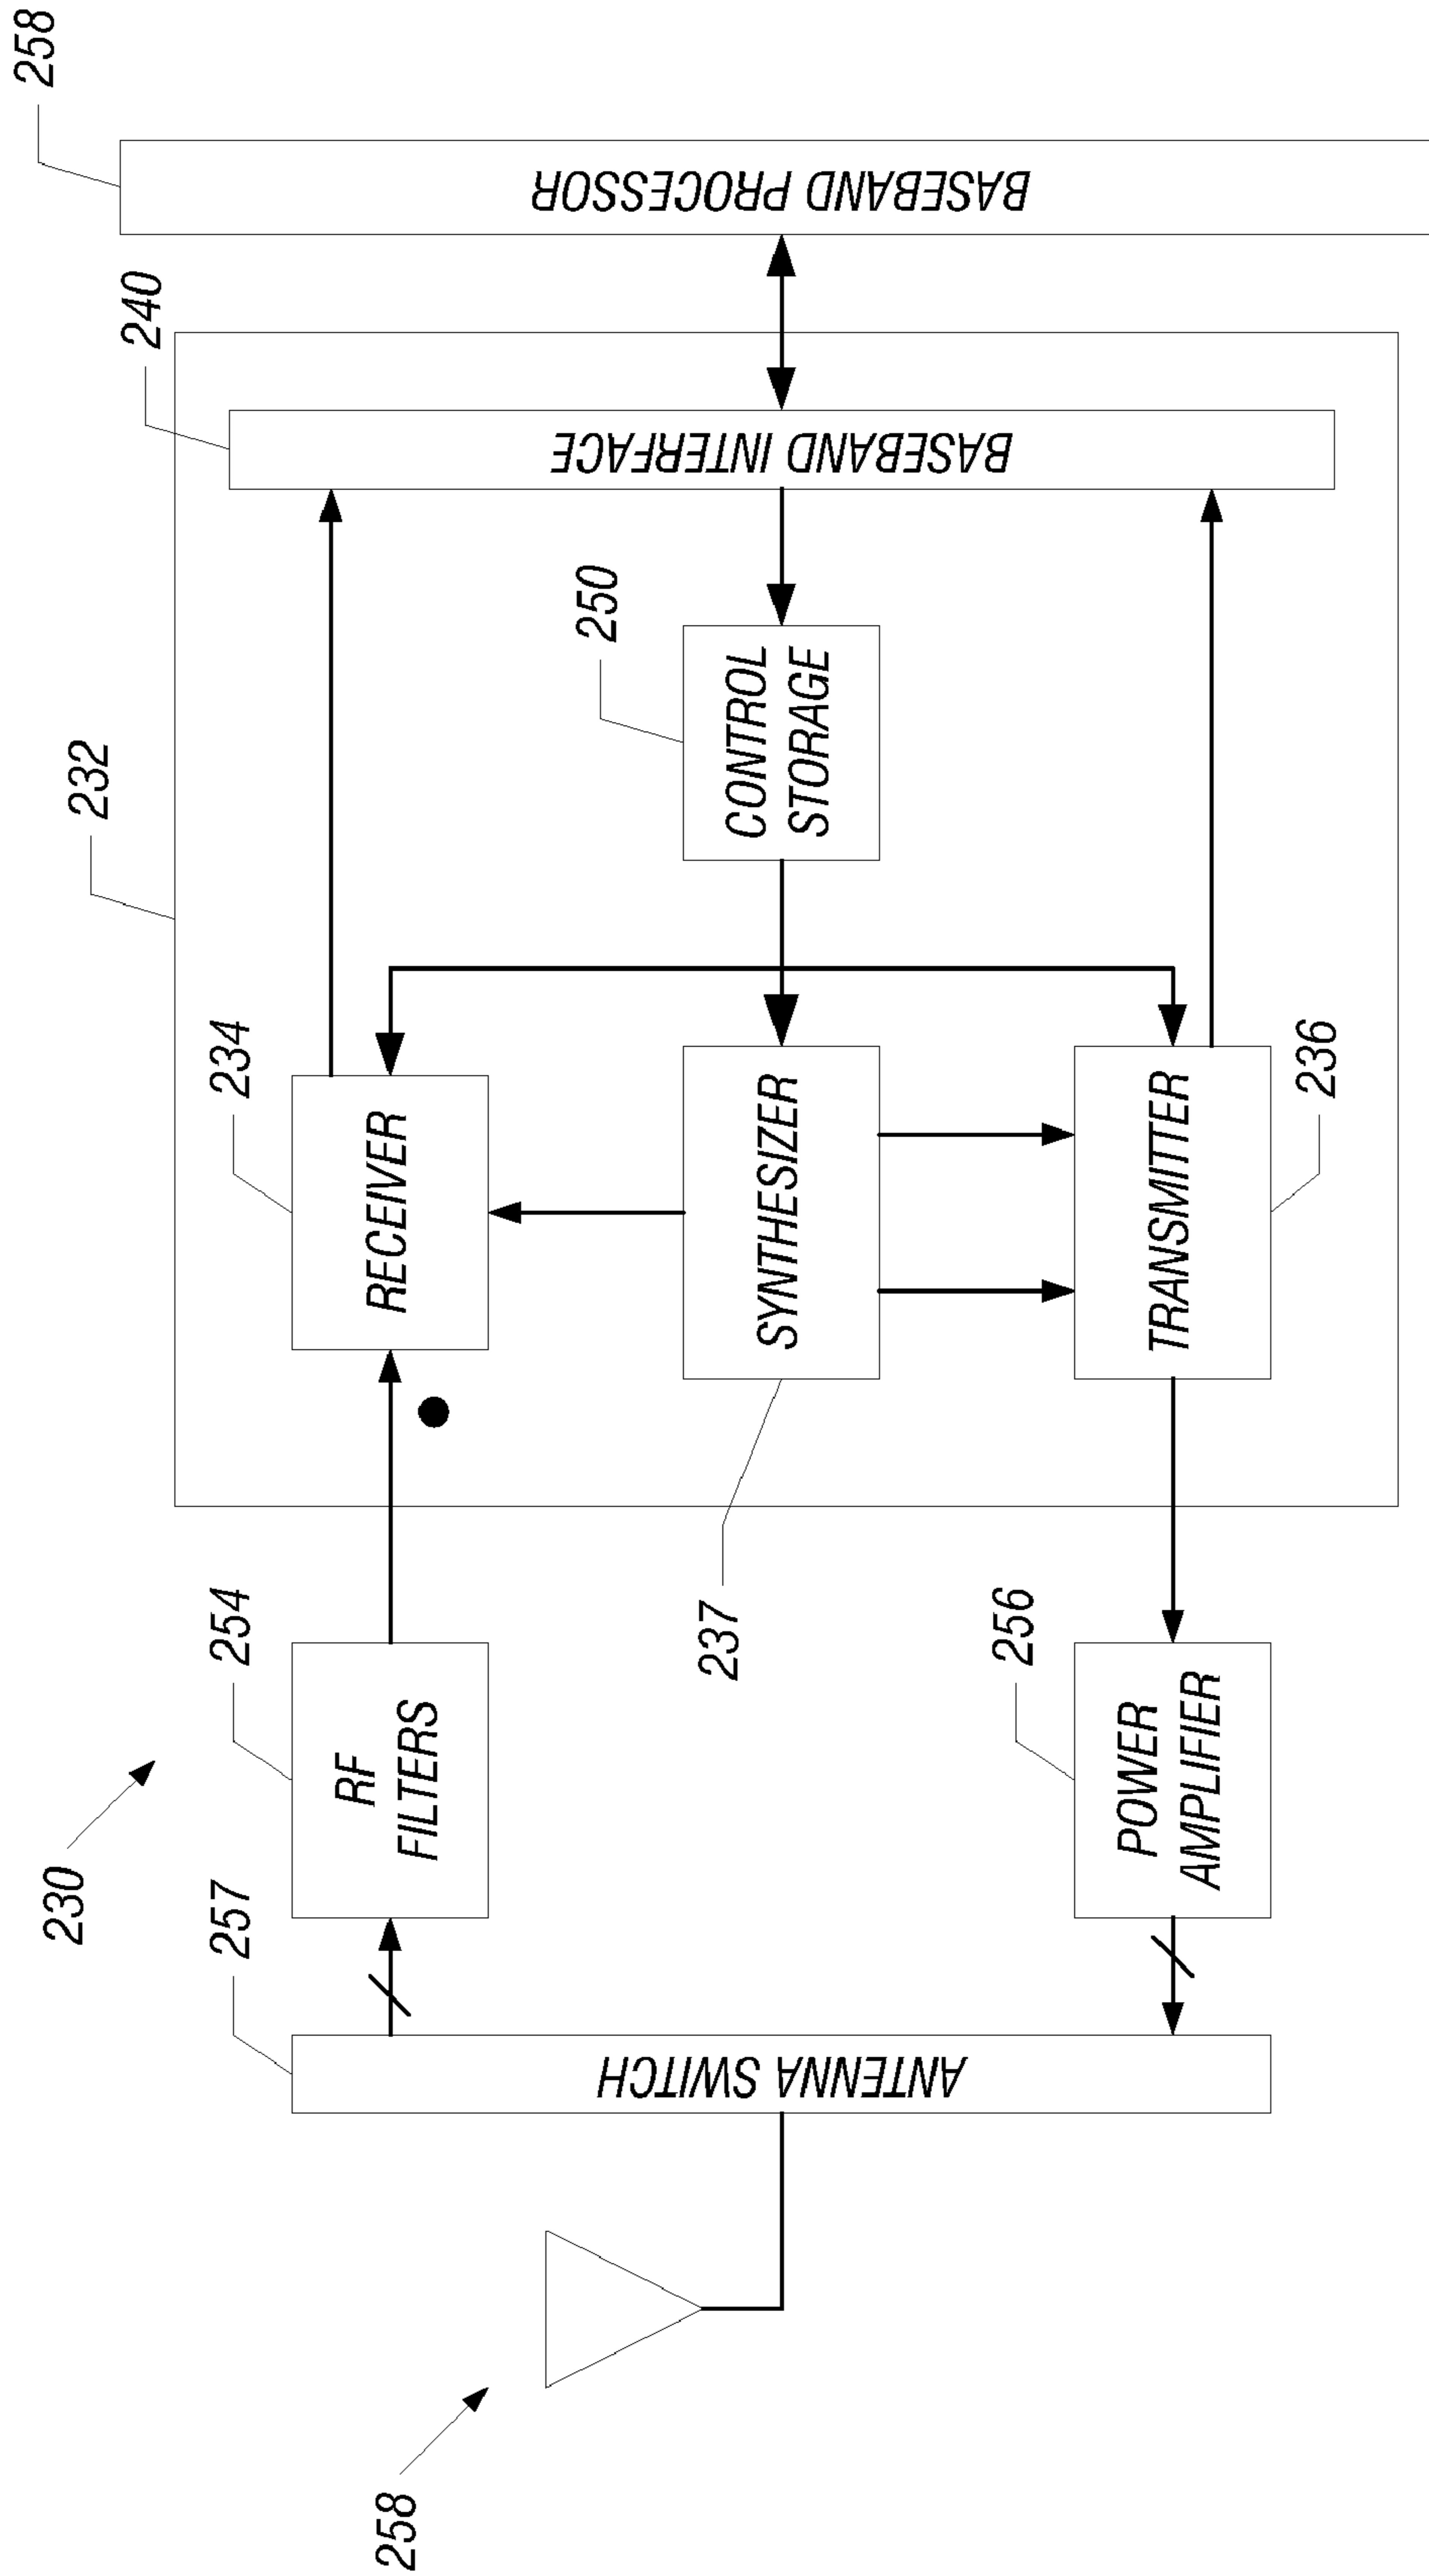 230
258
257
ANTENNA SWITCH
254
RF
FILTERS
256
POWER
AMPLIFIER
232
234
RECEIVER
237
SYNTHESIZER
236
TRANSMITTER
250
CONTROL
STORAGE
240
BASEBAND INTERFACE
258
BASEBAND PROCESSOR